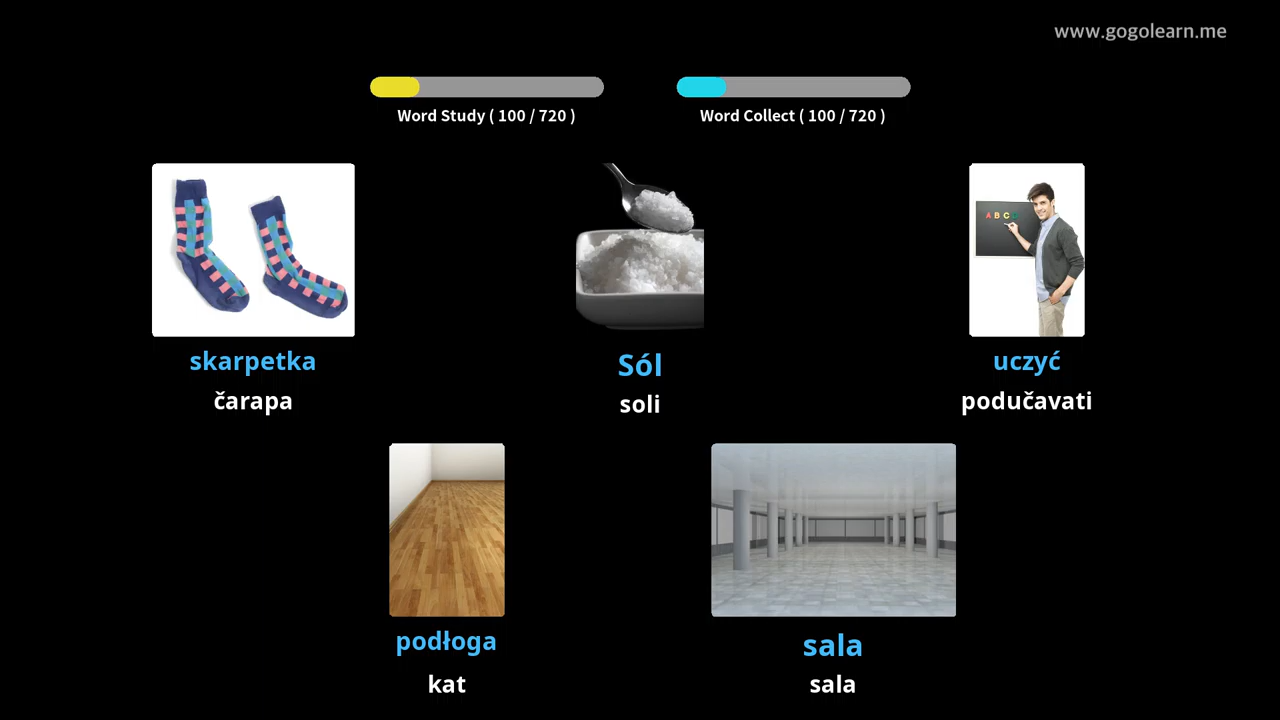 www.gogolearn.me
Word Study ( 100 / 720 )
Word Collect ( 100 / 720 )
A B C D
skarpetka
čarapa
Sól
soli
uczyć
podučavati
podłoga
kat
sala
sala